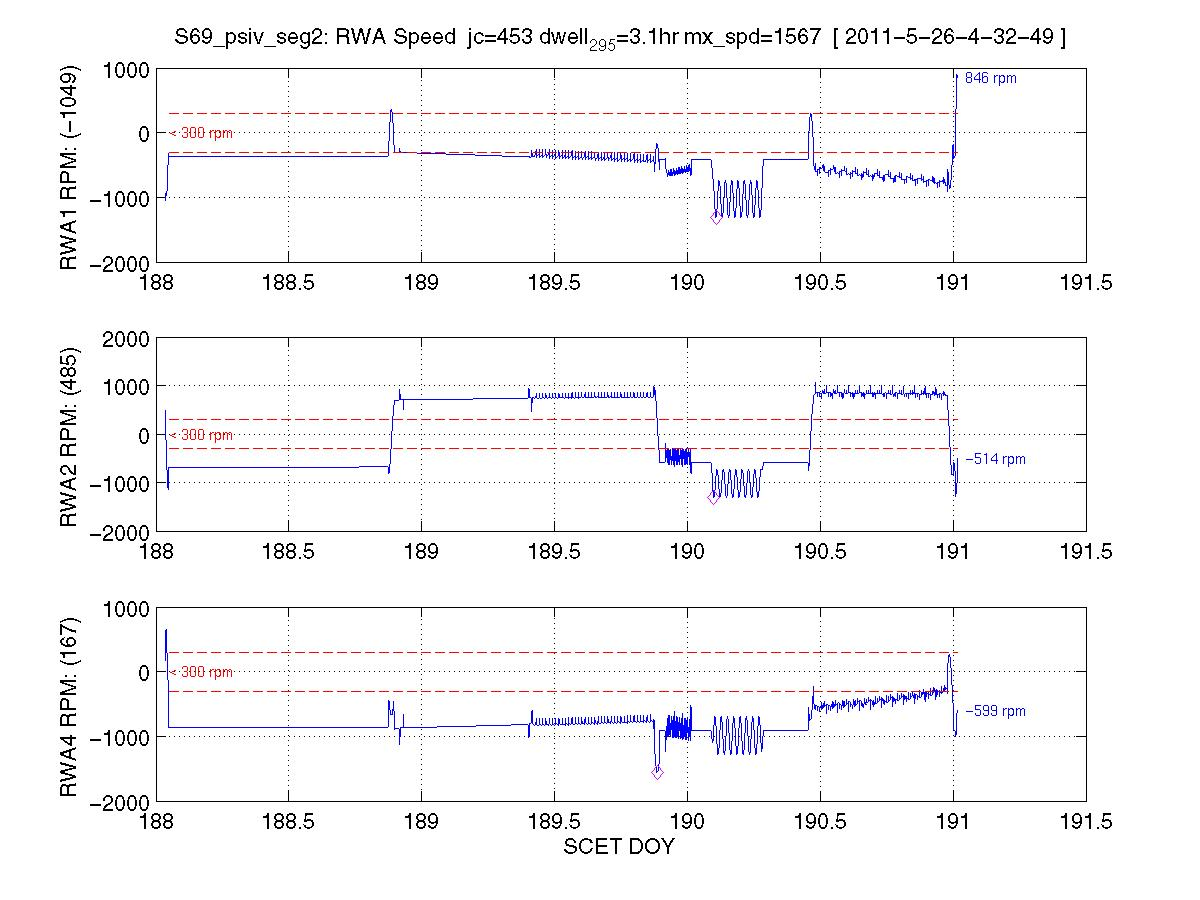 S69_psiv_seg2: RWA Speed jc=453 dwell295=3.1hr mx_spd=1567 [ 2011−5−26−4−32−49 ]
RWA1 RPM: (−1049)
1000
0
−1000
−2000
< 300 rpm
846 rpm
188 188.5 189 189.5 190 190.5 191 191.5
RWA2 RPM: (485)
2000
1000
0
−1000
−2000
< 300 rpm
−514 rpm
188 188.5 189 189.5 190 190.5 191 191.5
RWA4 RPM: (167)
1000
0
−1000
−2000
< 300 rpm
−599 rpm
188 188.5 189 189.5 190 190.5 191 191.5
SCET DOY